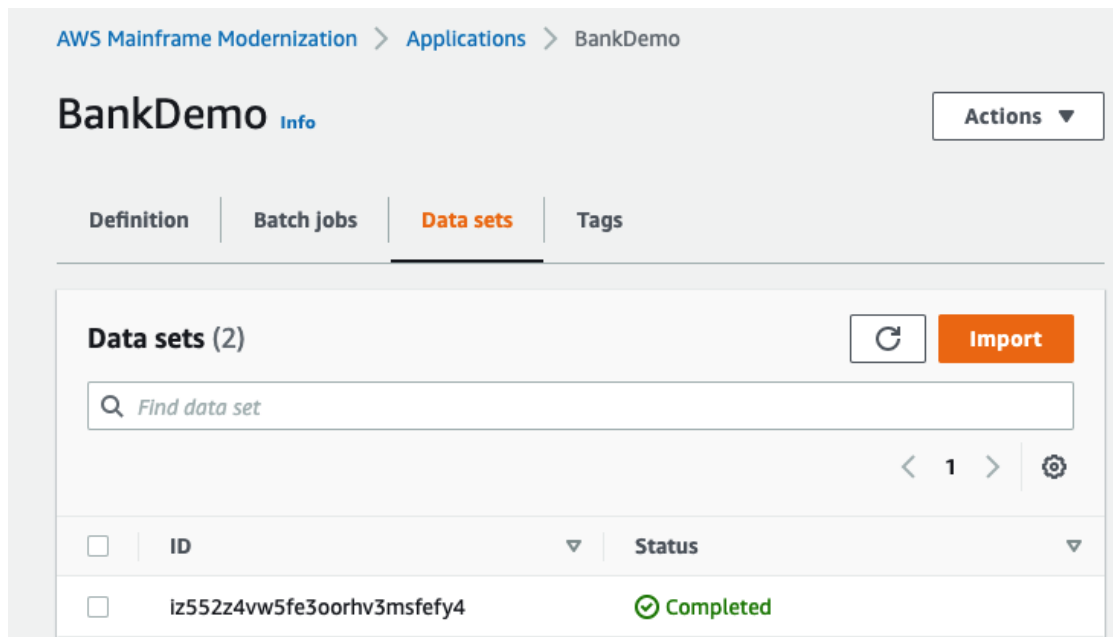 AWS Mainframe Modernization > Applications > BankDemo
BankDemo Info
Actions
Definition Batch jobs Data sets Tags
Data sets (2)
Import
Find data set
1
ID Status
iz552z4vw5fe3oorhv3msfefy4 Completed